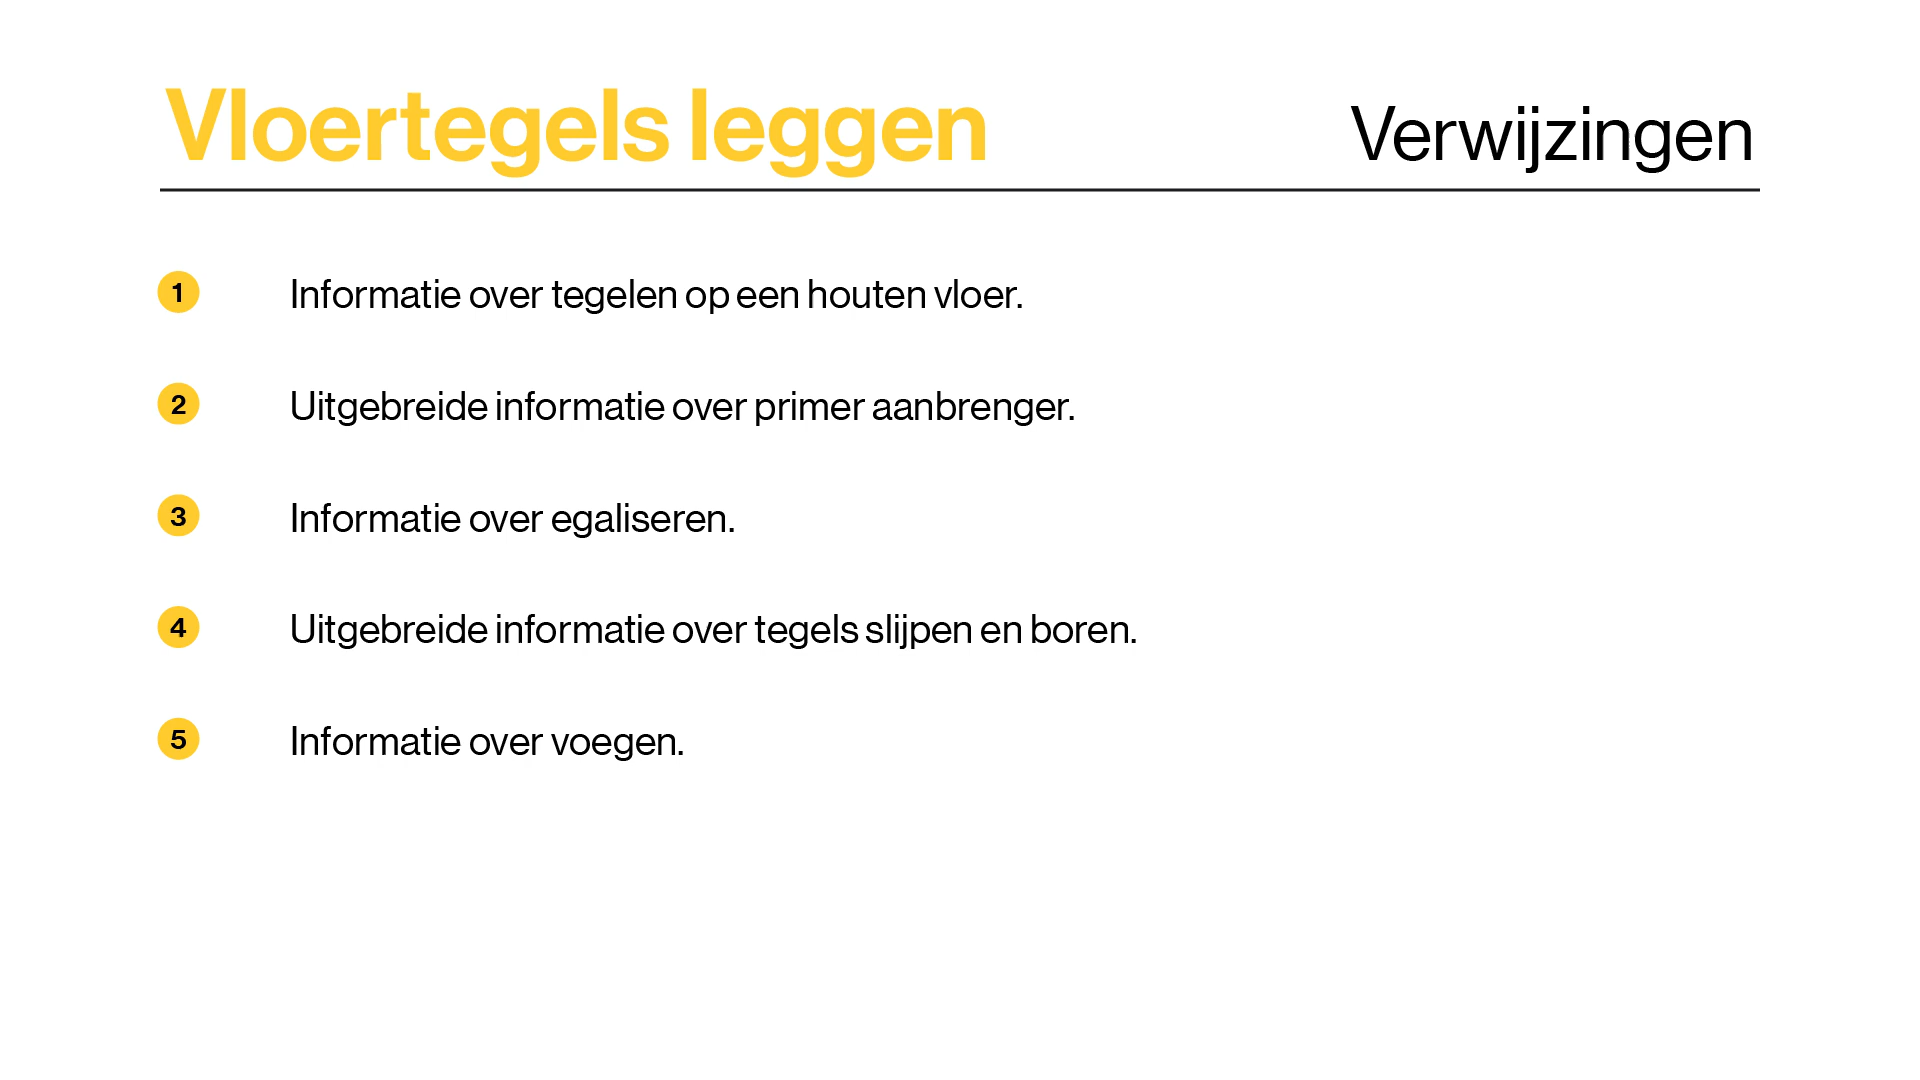 Vloertegels leggen
Verwijzingen
1 Informatie over tegelen op een houten vloer.
2 Uitgebreide informatie over primer aanbrenger.
3 Informatie over egaliseren.
4 Uitgebreide informatie over tegels slijpen en boren.
5 Informatie over voegen.